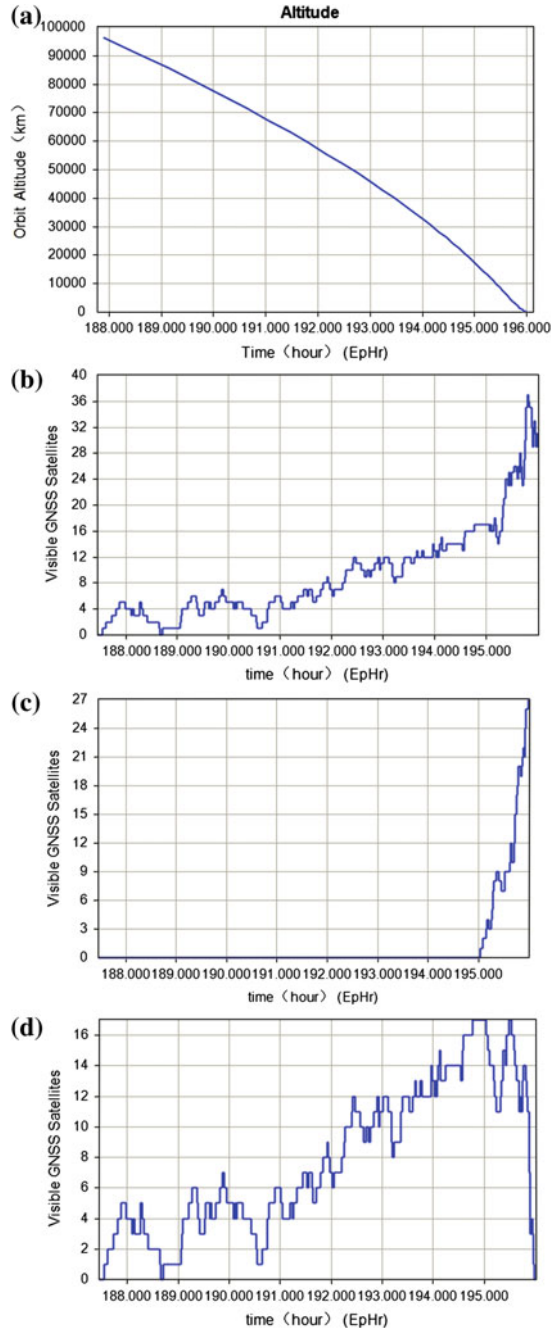 (a)
Altitude
100000
90000
80000
70000
60000
50000
40000
30000
20000
10000
0
Orbit Altitude（km）
188.000 189.000 190.000 191.000 192.000 193.000 194.000 195.000 196.000
Time（hour）(EpHr)
(b)
40
36
32
28
24
20
16
12
8
4
0
Visible GNSS Satellites
188.000 189.000 190.000 191.000 192.000 193.000 194.000 195.000
time（hour）(EpHr)
(c)
27
24
21
18
15
12
9
6
3
0
Visible GNSS Satellites
188.000 189.000 190.000 191.000 192.000 193.000 194.000 195.000
time（hour）(EpHr)
(d)
16
14
12
10
8
6
4
2
0
Visible GNSS Satellites
188.000 189.000 190.000 191.000 192.000 193.000 194.000 195.000
time（hour）(EpHr)